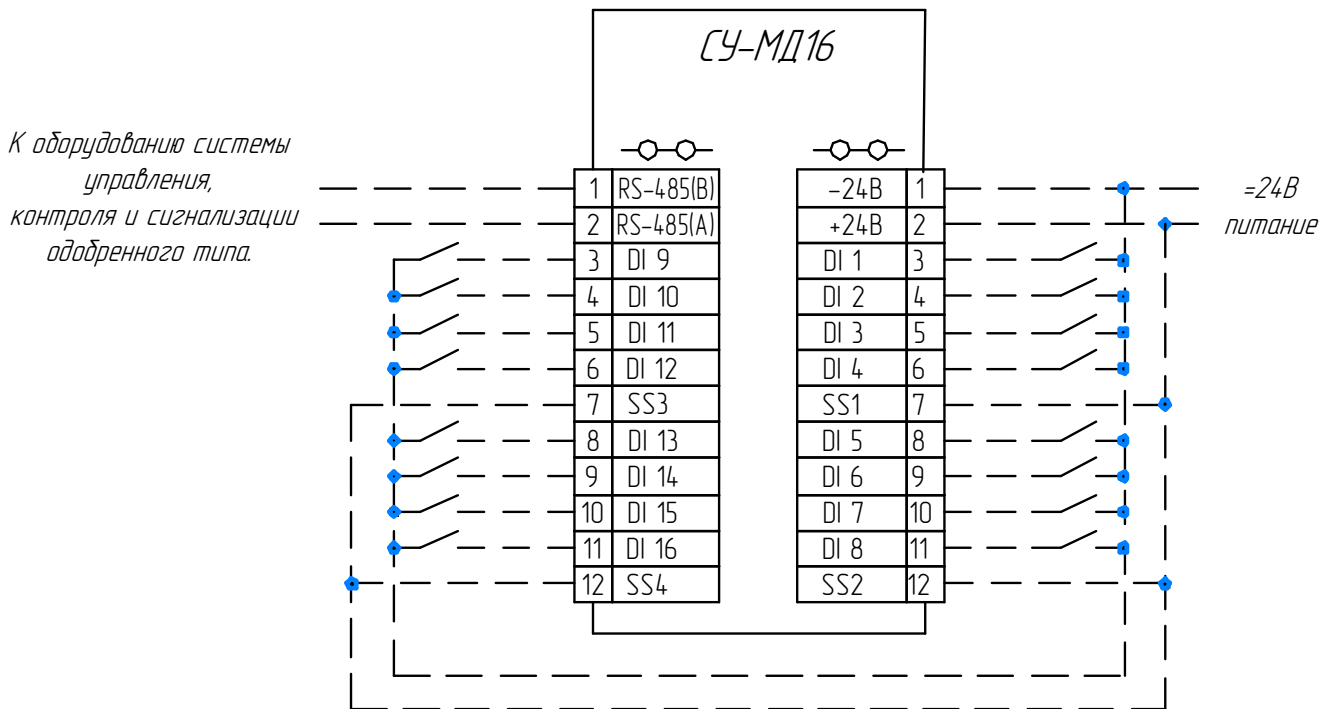 СУ-МД16
К оборудованию системы
управления,
контроля и сигнализации
одобренного типа.
1 RS-485(B)
2 RS-485(A)
3 DI 9
4 DI 10
5 DI 11
6 DI 12
7 SS3
8 DI 13
9 DI 14
10 DI 15
11 DI 16
12 SS4
-24В 1
+24В 2
DI 1 3
DI 2 4
DI 3 5
DI 4 6
SS1 7
DI 5 8
DI 6 9
DI 7 10
DI 8 11
SS2 12
=24В
питание